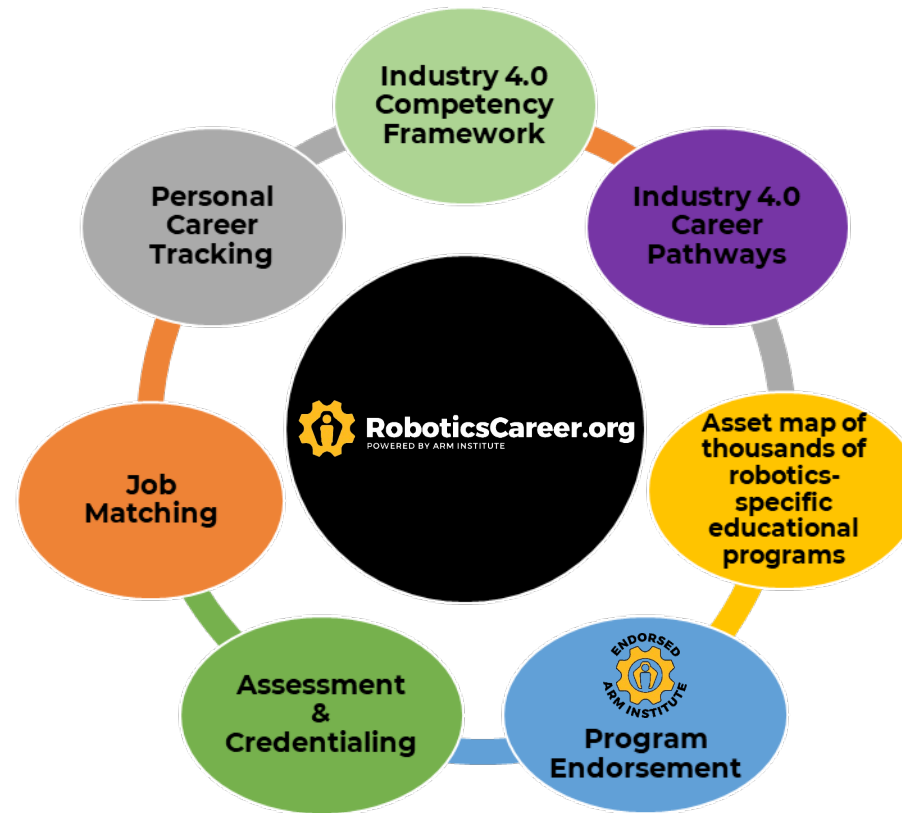 Industry 4.0
Competency
Framework
Industry 4.0
Career
Pathways
Asset map of
thousands of
robotics-
specific
educational
programs
ENDORSED
ARM INSTITUTE
Program
Endorsement
Assessment
&
Credentialing
Job
Matching
Personal
Career
Tracking
RoboticsCareer.org
POWERED BY ARM INSTITUTE